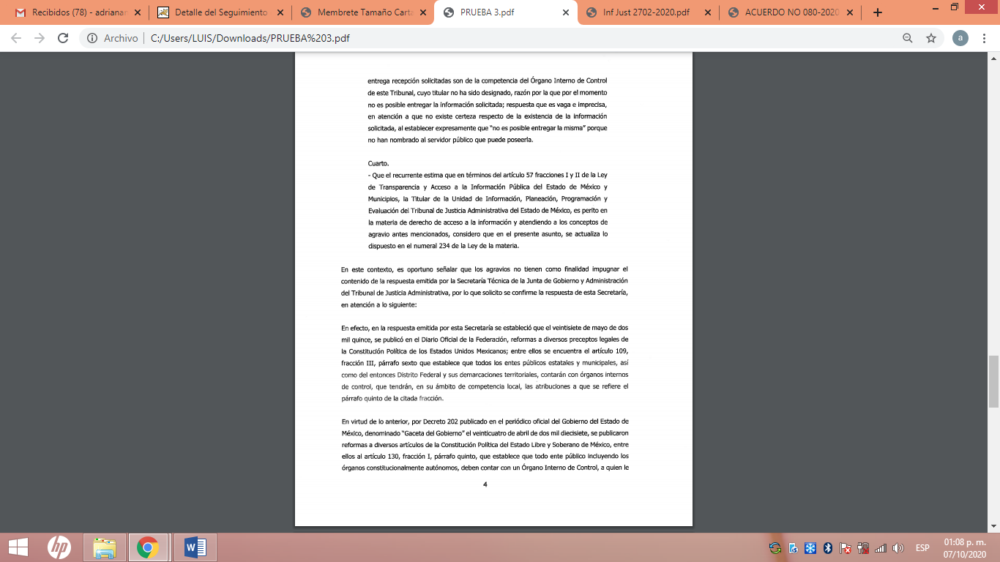 Recibidos (78) - adrianar
Detalle del Seguimiento
Membrete Tamaño Carta
PRUEBA 3.pdf
Inf Just 2702-2020.pdf
ACUERDO NO 080-2020
Archivo
C:/Users/LUIS/Downloads/PRUEBA%203.pdf
a
entrega recepción solicitadas son de la competencia del Órgano Interno de Control
de este Tribunal, cuyo titular no ha sido designado, razón por la que por el momento
no es posible entregar la información solicitada; respuesta que es vaga e imprecisa,
en atención a que no existe certeza respecto de la existencia de la información
solicitada, al establecer expresamente que “no es posible entregar la misma” porque
no han nombrado al servidor público que puede poseerla.
Cuarto.
- Que el recurrente estima que en términos del artículo 57 fracciones I y II de la Ley
de Transparencia y Acceso a la Información Pública del Estado de México y
Municipios, la Titular de la Unidad de Información, Planeación, Programación y
Evaluación del Tribunal de Justicia Administrativa del Estado de México, es perito en
la materia de derecho de acceso a la información y atendiendo a los conceptos de
agravio antes mencionados, considero que en el presente asunto, se actualiza lo
dispuesto en el numeral 234 de la Ley de la materia.
En este contexto, es oportuno señalar que los agravios no tienen como finalidad impugnar el
contenido de la respuesta emitida por la Secretaría Técnica de la Junta de Gobierno y Administración
del Tribunal de Justicia Administrativa, por lo que solicito se confirme la respuesta de esta Secretaría,
en atención a lo siguiente:
En efecto, en la respuesta emitida por esta Secretaría se estableció que el veintisiete de mayo de dos
mil quince, se publicó en el Diario Oficial de la Federación, reformas a diversos preceptos legales de
la Constitución Política de los Estados Unidos Mexicanos; entre ellos se encuentra el artículo 109,
fracción III, párrafo sexto que establece que todos los entes públicos estatales y municipales, así
como del entonces Distrito Federal y sus demarcaciones territoriales, contarán con órganos internos
de control, que tendrán, en su ámbito de competencia local, las atribuciones a que se refiere el
párrafo quinto de la citada fracción.
En virtud de lo anterior, por Decreto 202 publicado en el periódico oficial del Gobierno del Estado de
México, denominado “Gaceta del Gobierno” el veinticuatro de abril de dos mil diecisiete, se publicaron
reformas a diversos artículos de la Constitución Política del Estado Libre y Soberano de México, entre
ellos al artículo 130, fracción I, párrafo quinto, que establece que todo ente público incluyendo los
órganos constitucionalmente autónomos, deben contar con un Órgano Interno de Control, a quien le
4
hp
ESP
01:08 p. m.
07/10/2020